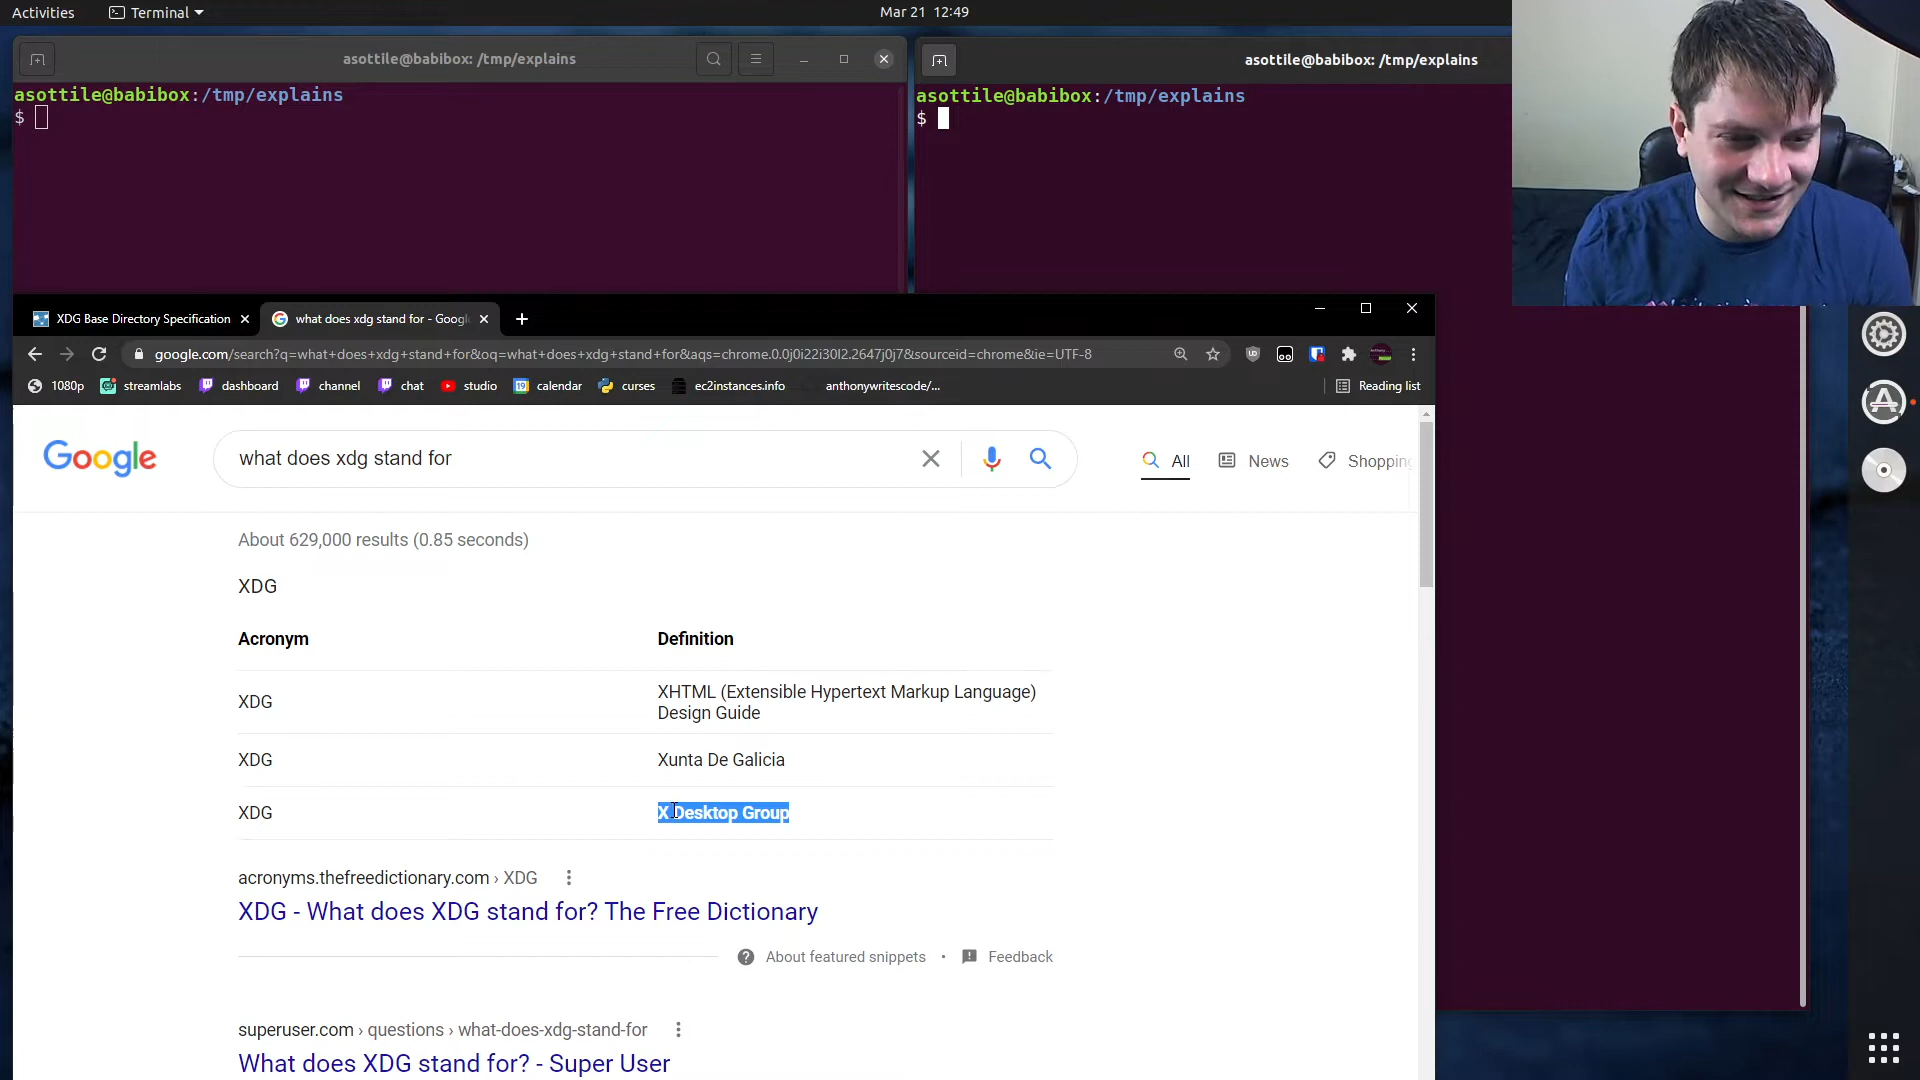 Activities
Terminal
Mar 21 12:49
asottile@babibox: /tmp/explains
asottile@babibox:/tmp/explains
$
asottile@babibox: /tmp/explains
asottile@babibox:/tmp/explains
$
XDG Base Directory Specification
what does xdg stand for - Goog
google.com/search?q=what+does+xdg+stand+for&oq=what+does+xdg+stand+for&aqs=chrome.0.0j0i22i30l2.2647j0j7&sourceid=chrome&ie=UTF-8
1080p
streamlabs
dashboard
channel
chat
studio
calendar
curses
ec2instances.info
anthonywritescode/...
Reading list
Google
what does xdg stand for
All
News
Shopping
About 629,000 results (0.85 seconds)
XDG
Acronym Definition
XDG XHTML (Extensible Hypertext Markup Language)
Design Guide
XDG Xunta De Galicia
XDG X Desktop Group
acronyms.thefreedictionary.com › XDG
XDG - What does XDG stand for? The Free Dictionary
About featured snippets • Feedback
superuser.com › questions › what-does-xdg-stand-for
What does XDG stand for? - Super User